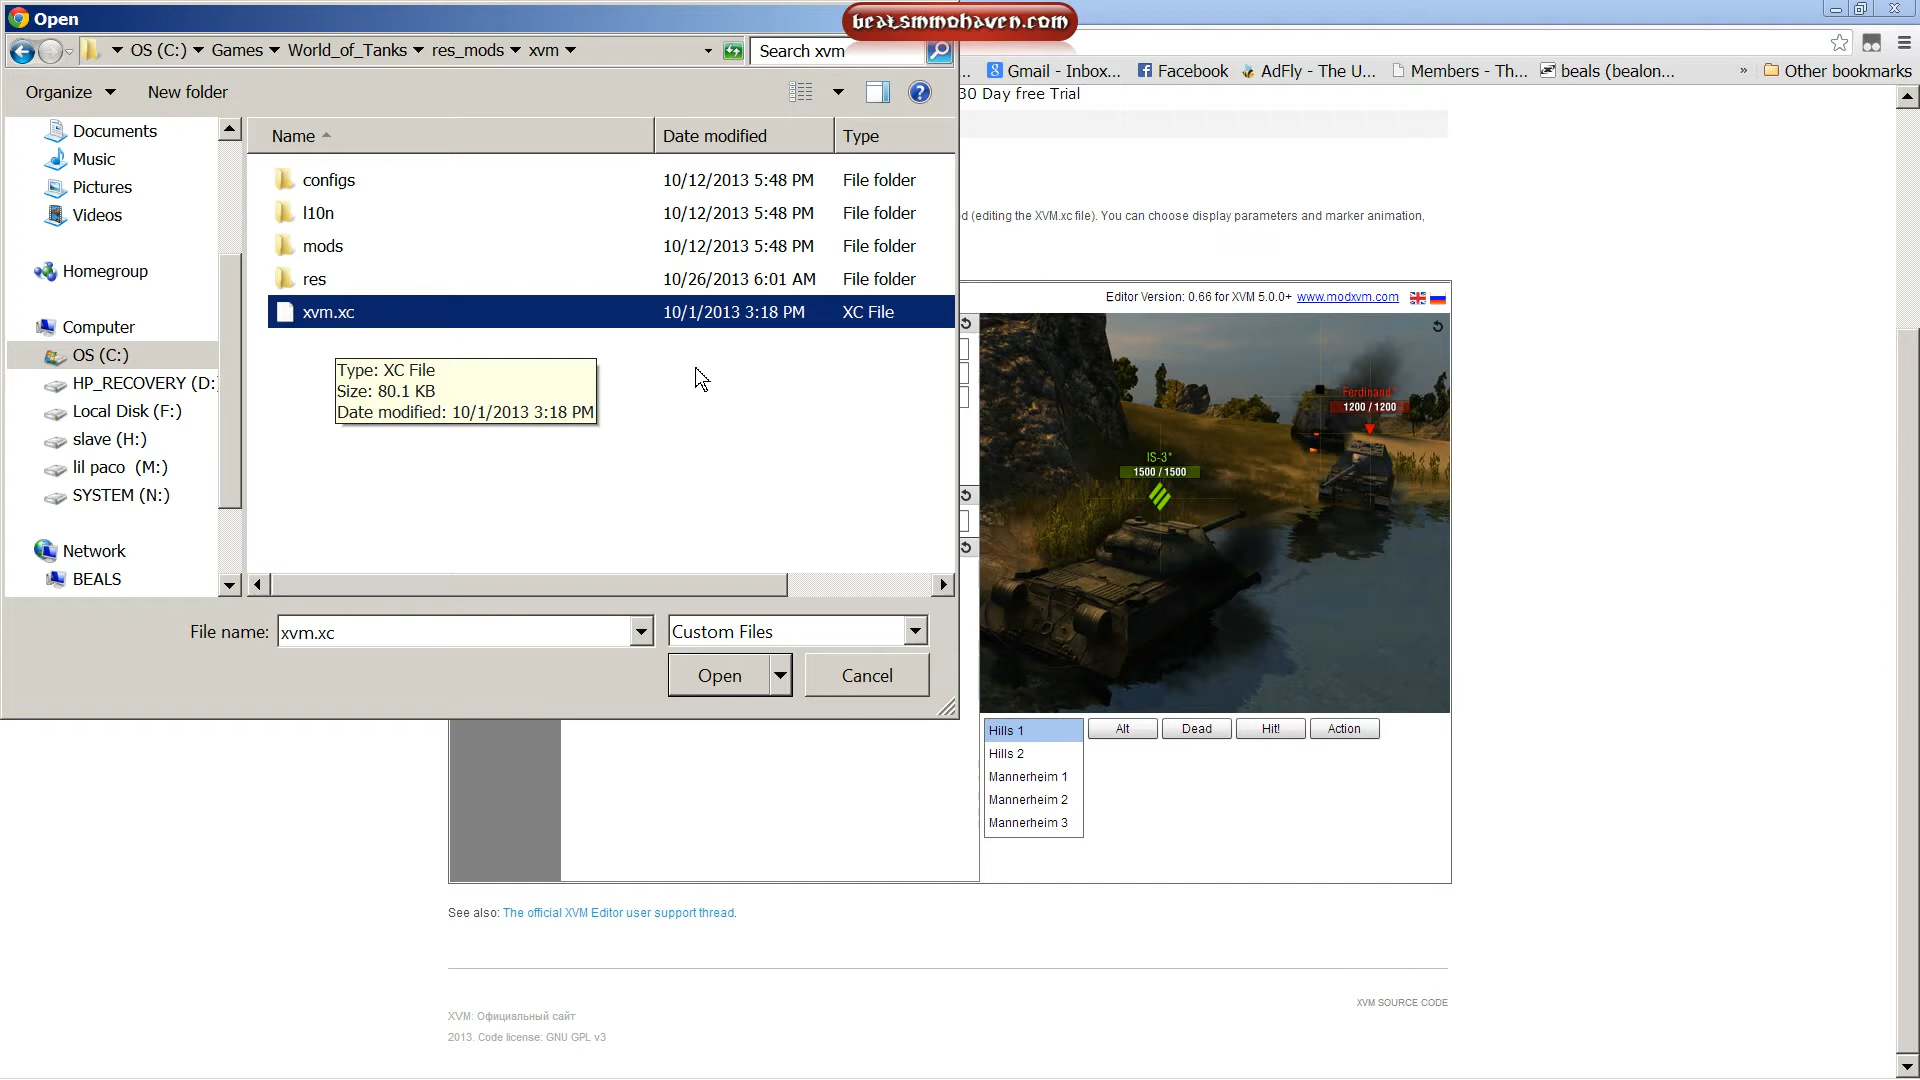 Open
bealsmmohaven.com
OS (C:) Games World_of_Tanks res_mods xvm
Search xvm
... Gmail - Inbox... Facebook AdFly - The U... Members - Th... beals (bealon... » Other bookmarks
Organize New folder
30 Day free Trial
Name Date modified Type
Documents
Music
Pictures
Videos
Homegroup
Computer
OS (C:)
HP_RECOVERY (D:)
Local Disk (F:)
slave (H:)
lil paco (M:)
SYSTEM (N:)
Network
BEALS
configs 10/12/2013 5:48 PM File folder
l10n 10/12/2013 5:48 PM File folder
mods 10/12/2013 5:48 PM File folder
res 10/26/2013 6:01 AM File folder
xvm.xc 10/1/2013 3:18 PM XC File
Type: XC File
Size: 80.1 KB
Date modified: 10/1/2013 3:18 PM
File name: xvm.xc Custom Files
Open Cancel
d (editing the XVM.xc file). You can choose display parameters and marker animation,
Editor Version: 0.66 for XVM 5.0.0+ www.modxvm.com
Ferdinand*
1200 / 1200
IS-3*
1500 / 1500
Hills 1
Hills 2
Mannerheim 1
Mannerheim 2
Mannerheim 3
Alt Dead Hit! Action
See also: The official XVM Editor user support thread.
XVM SOURCE CODE
XVM: Официальный сайт
2013. Code license: GNU GPL v3